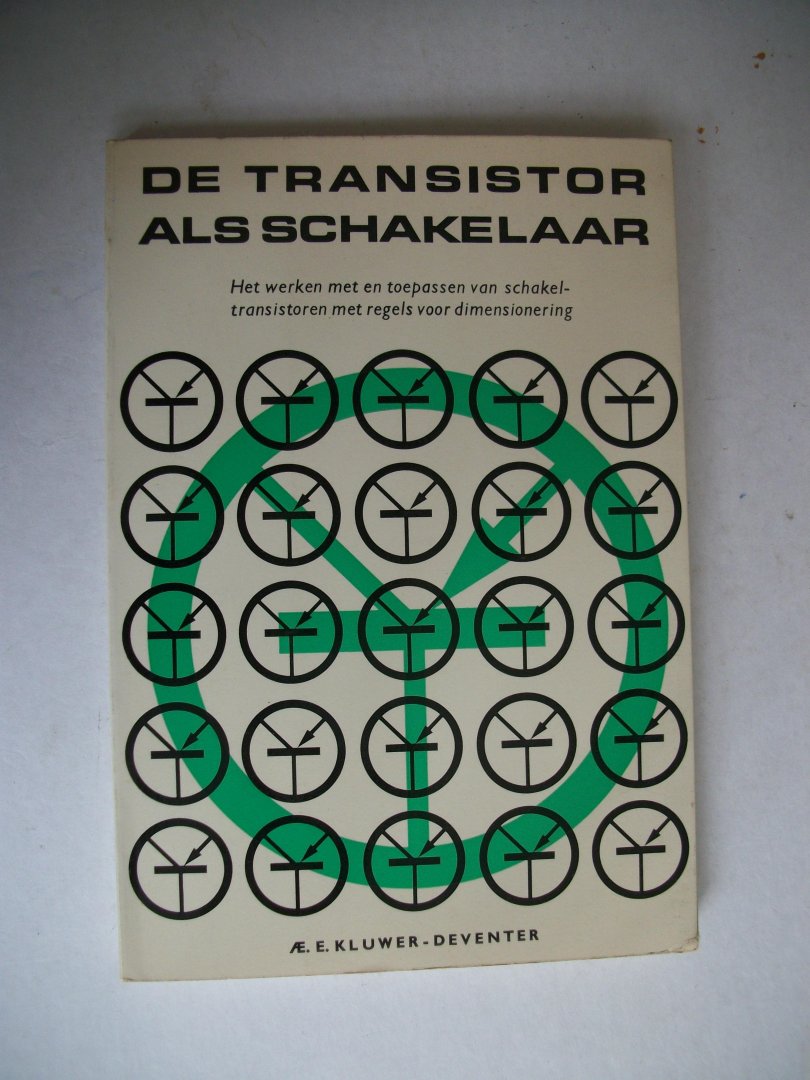 DE TRANSISTOR
ALS SCHAKELAAR
Het werken met en toepassen van schakel-
transistoren met regels voor dimensionering
Æ. E. KLUWER-DEVENTER